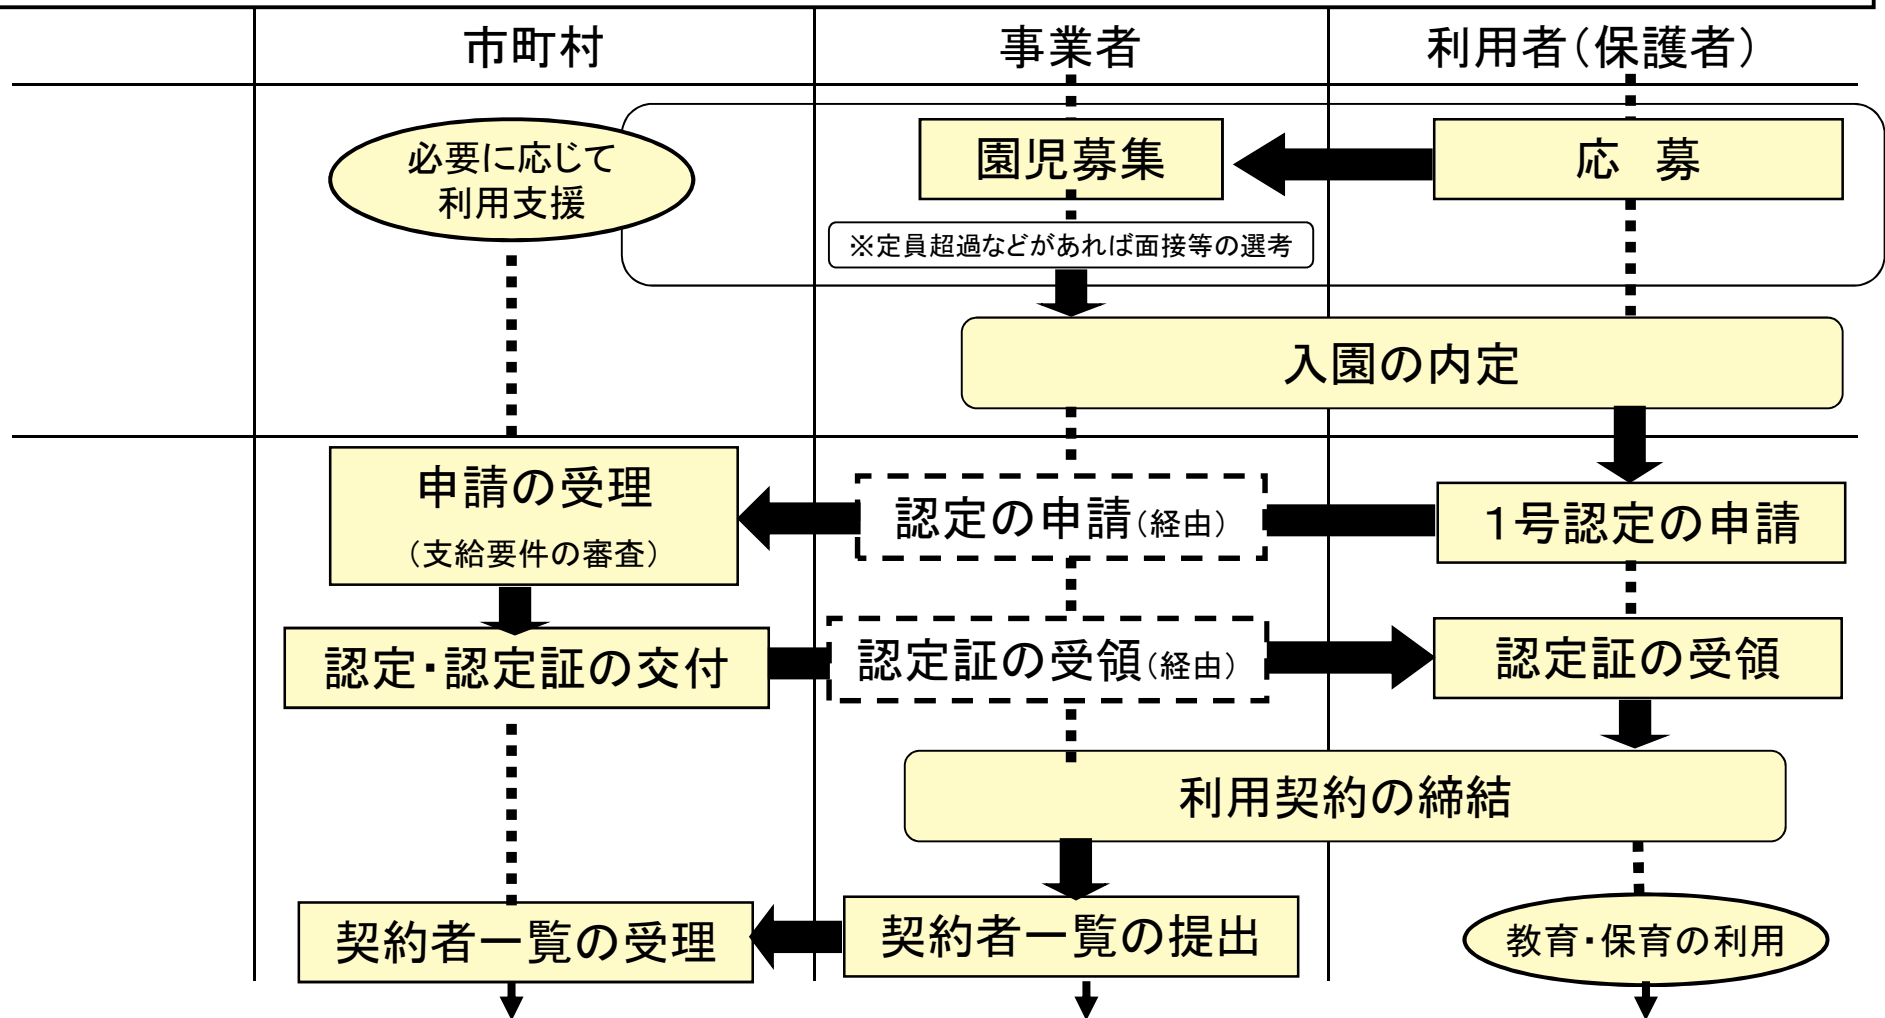 市町村
事業者
利用者（保護者）
必要に応じて
利用支援
園児募集
応　募
※定員超過などがあれば面接等の選考
入園の内定
申請の受理
（支給要件の審査）
認定の申請（経由）
1号認定の申請
認定・認定証の交付
認定証の受領（経由）
認定証の受領
利用契約の締結
契約者一覧の受理
契約者一覧の提出
教育・保育の利用